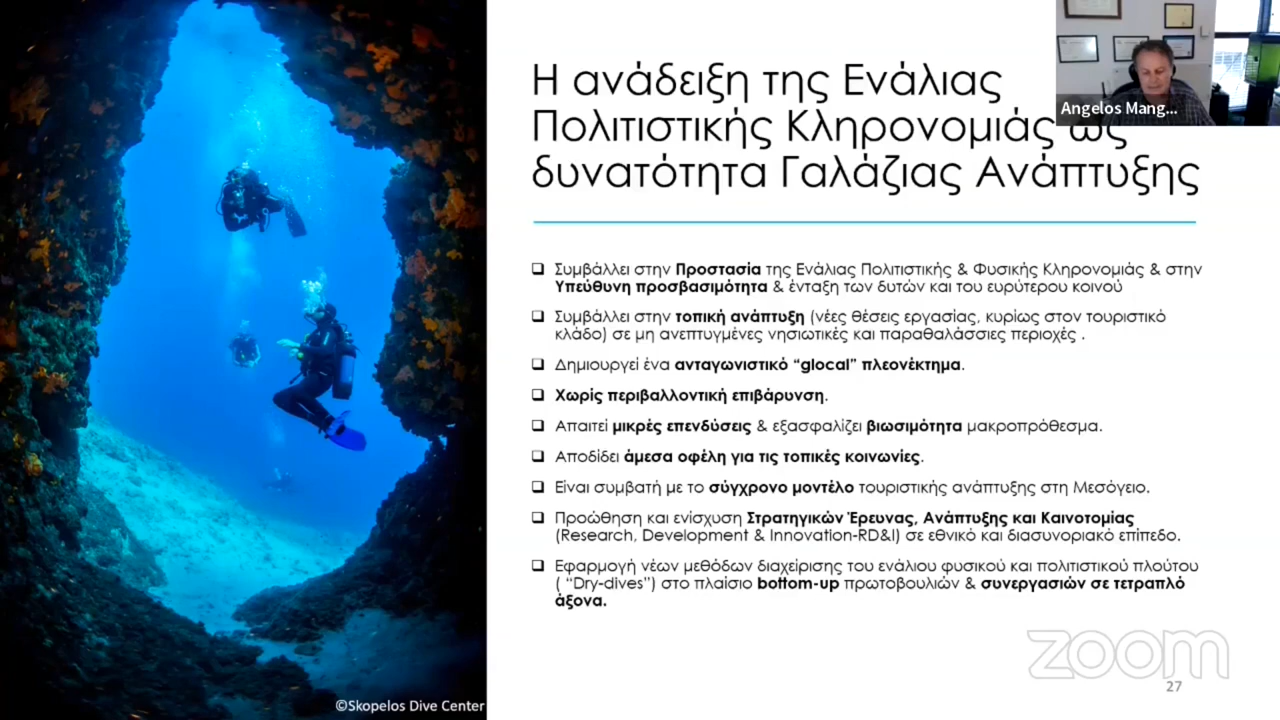 Η ανάδειξη της Ενάλιας
Πολιτιστικής Κληρονομιάς ως
δυνατότητα Γαλάζιας Ανάπτυξης
Angelos Mang...
❑ Συμβάλλει στην Προστασία της Ενάλιας Πολιτιστικής & Φυσικής Κληρονομιάς & στην
Υπεύθυνη προσβασιμότητα & ένταξη των δυτών και του ευρύτερου κοινού
❑ Συμβάλλει στην τοπική ανάπτυξη (νέες θέσεις εργασίας, κυρίως στον τουριστικό
κλάδο) σε μη ανεπτυγμένες νησιωτικές και παραθαλάσσιες περιοχές .
❑ Δημιουργεί ένα ανταγωνιστικό “glocal” πλεονέκτημα.
❑ Χωρίς περιβαλλοντική επιβάρυνση.
❑ Απαιτεί μικρές επενδύσεις & εξασφαλίζει βιωσιμότητα μακροπρόθεσμα.
❑ Αποδίδει άμεσα οφέλη για τις τοπικές κοινωνίες.
❑ Είναι συμβατή με το σύγχρονο μοντέλο τουριστικής ανάπτυξης στη Μεσόγειο.
❑ Προώθηση και ενίσχυση Στρατηγικών Έρευνας, Ανάπτυξης και Καινοτομίας
(Research, Development & Innovation-RD&I) σε εθνικό και διασυνοριακό επίπεδο.
❑ Εφαρμογή νέων μεθόδων διαχείρισης του ενάλιου φυσικού και πολιτιστικού πλούτου
( “Dry-dives”) στο πλαίσιο bottom-up πρωτοβουλιών & συνεργασιών σε τετραπλό
άξονα.
zoom
27
©Skopelos Dive Center